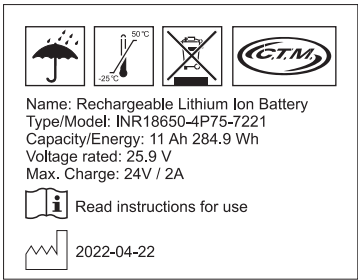 50°C
-25°C
C.T.M.
Name: Rechargeable Lithium Ion Battery
Type/Model: INR18650-4P75-7221
Capacity/Energy: 11 Ah 284.9 Wh
Voltage rated: 25.9 V
Max. Charge: 24V / 2A
i Read instructions for use
2022-04-22